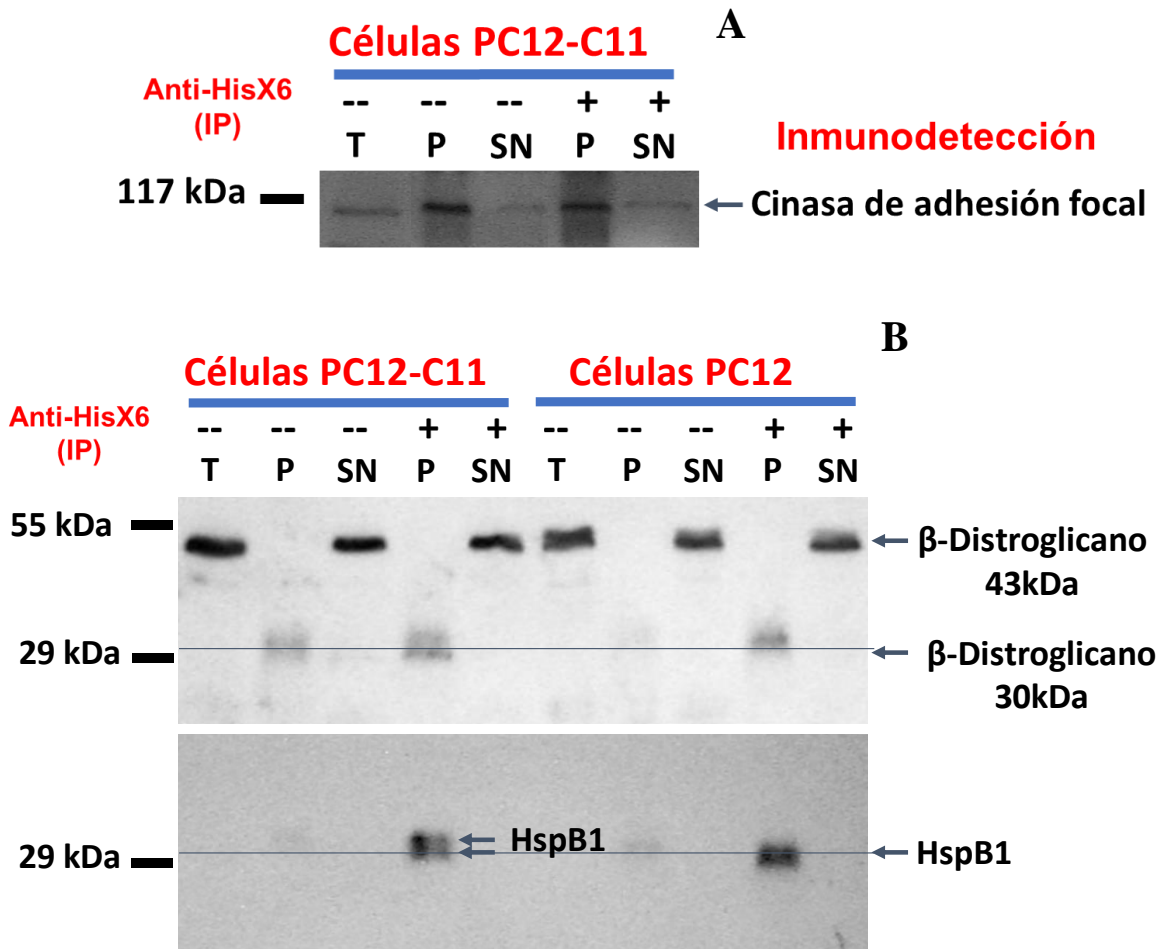 A
Células PC12-C11
Anti-HisX6
(IP)
-- -- -- + +
T P SN P SN
Inmunodetección
117 kDa
Cinasa de adhesión focal
B
Células PC12-C11 Células PC12
Anti-HisX6
(IP)
-- -- -- + + -- -- -- + +
T P SN P SN T P SN P SN
55 kDa
β-Distroglicano
43kDa
29 kDa
β-Distroglicano
30kDa
HspB1
29 kDa
HspB1